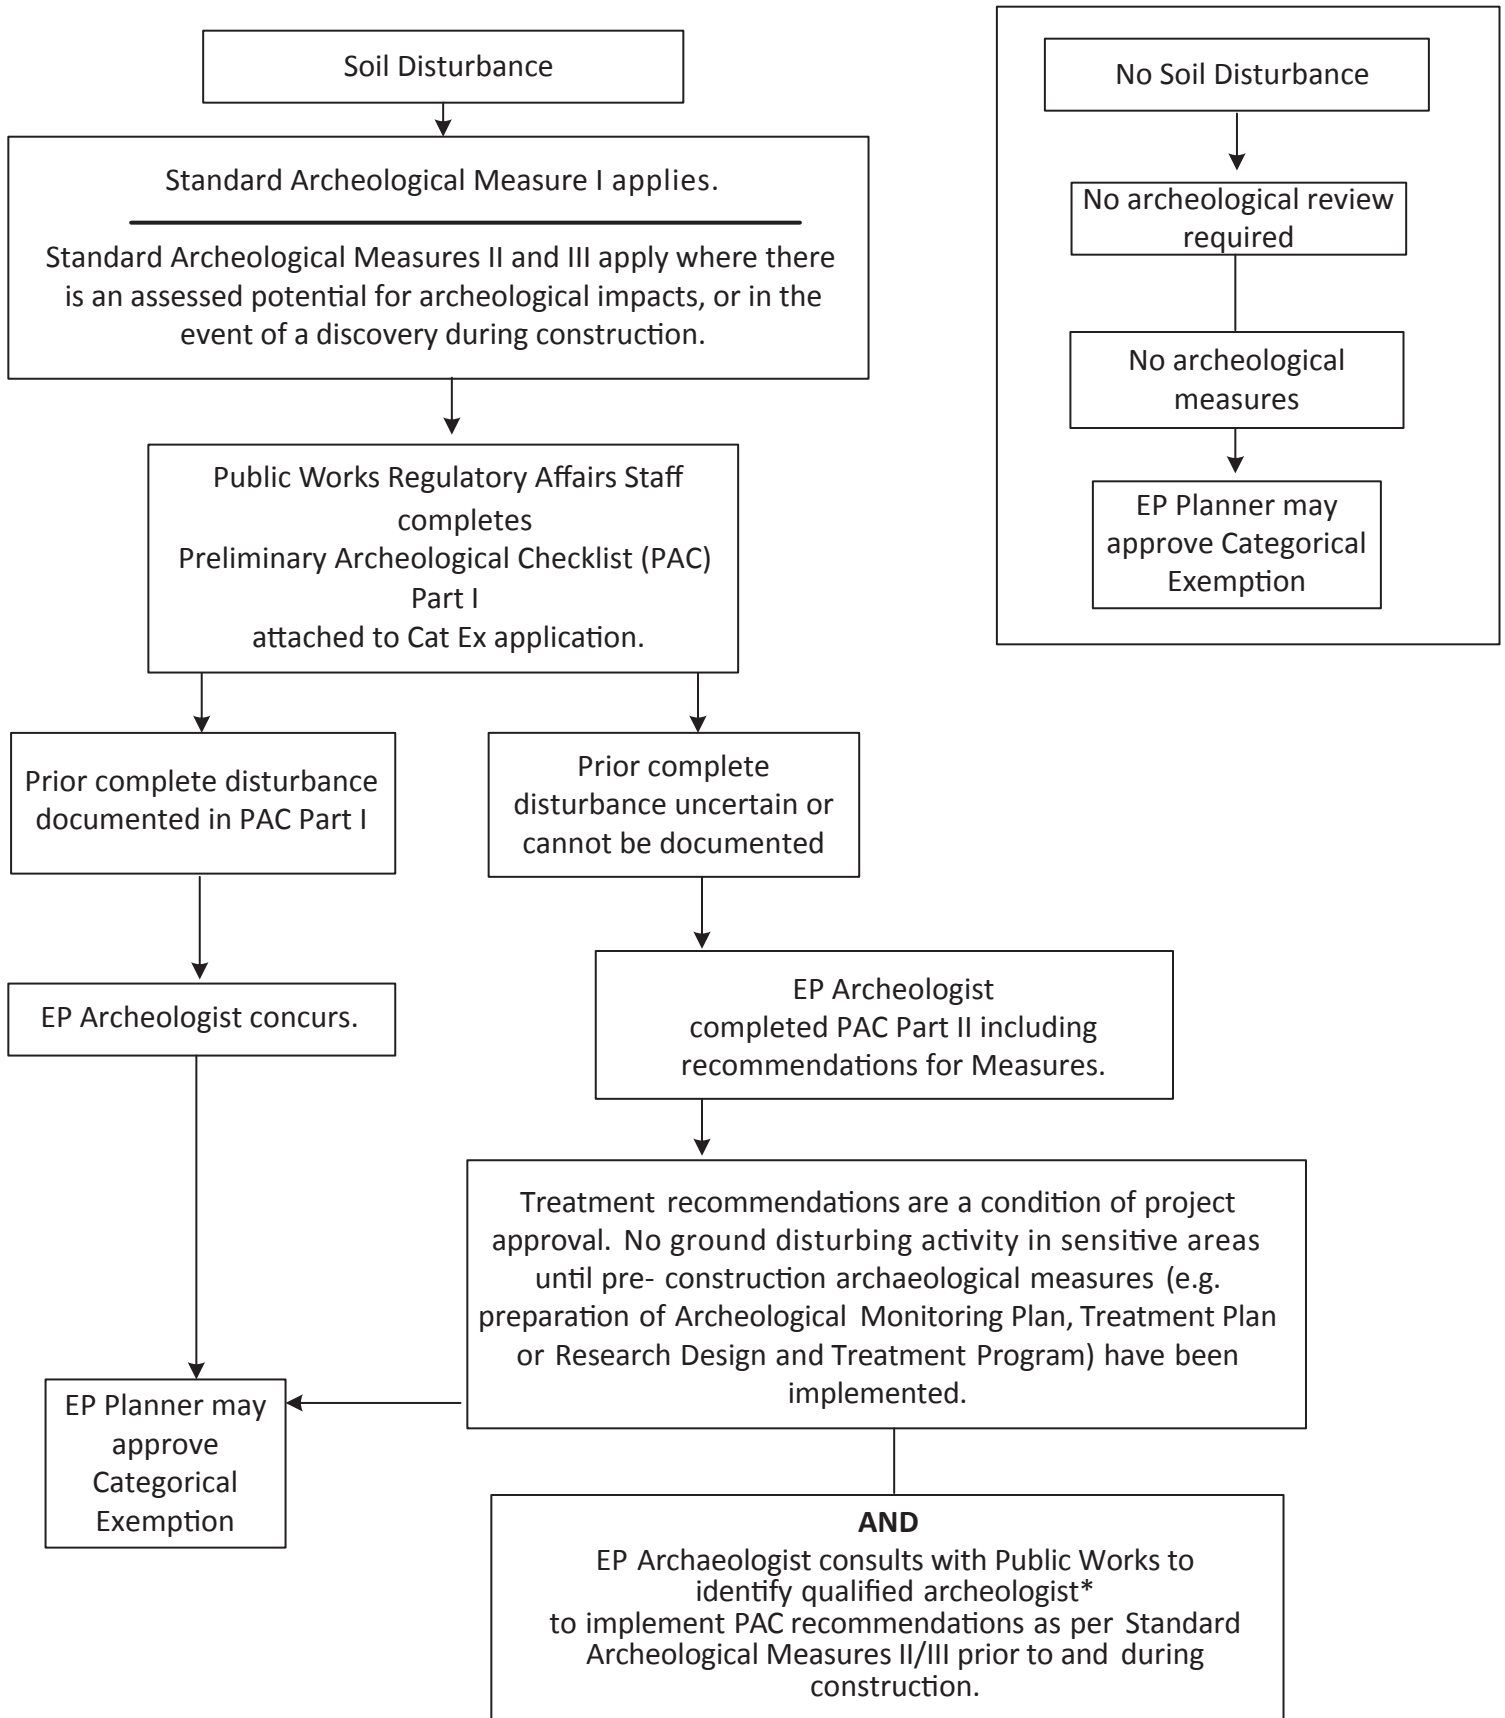 Soil Disturbance
Standard Archeological Measure I applies.
Standard Archeological Measures II and III apply where there
is an assessed potential for archeological impacts, or in the
event of a discovery during construction.
Public Works Regulatory Affairs Staff
completes
Preliminary Archeological Checklist (PAC)
Part I
attached to Cat Ex application.
Prior complete disturbance
documented in PAC Part I
Prior complete
disturbance uncertain or
cannot be documented
EP Archeologist concurs.
EP Archeologist
completed PAC Part II including
recommendations for Measures.
Treatment recommendations are a condition of project
approval. No ground disturbing activity in sensitive areas
until pre- construction archaeological measures (e.g.
preparation of Archeological Monitoring Plan, Treatment Plan
or Research Design and Treatment Program) have been
implemented.
EP Planner may
approve
Categorical
Exemption
AND
EP Archaeologist consults with Public Works to
identify qualified archeologist*
to implement PAC recommendations as per Standard
Archeological Measures II/III prior to and during
construction.
No Soil Disturbance
No archeological review
required
No archeological
measures
EP Planner may
approve Categorical
Exemption